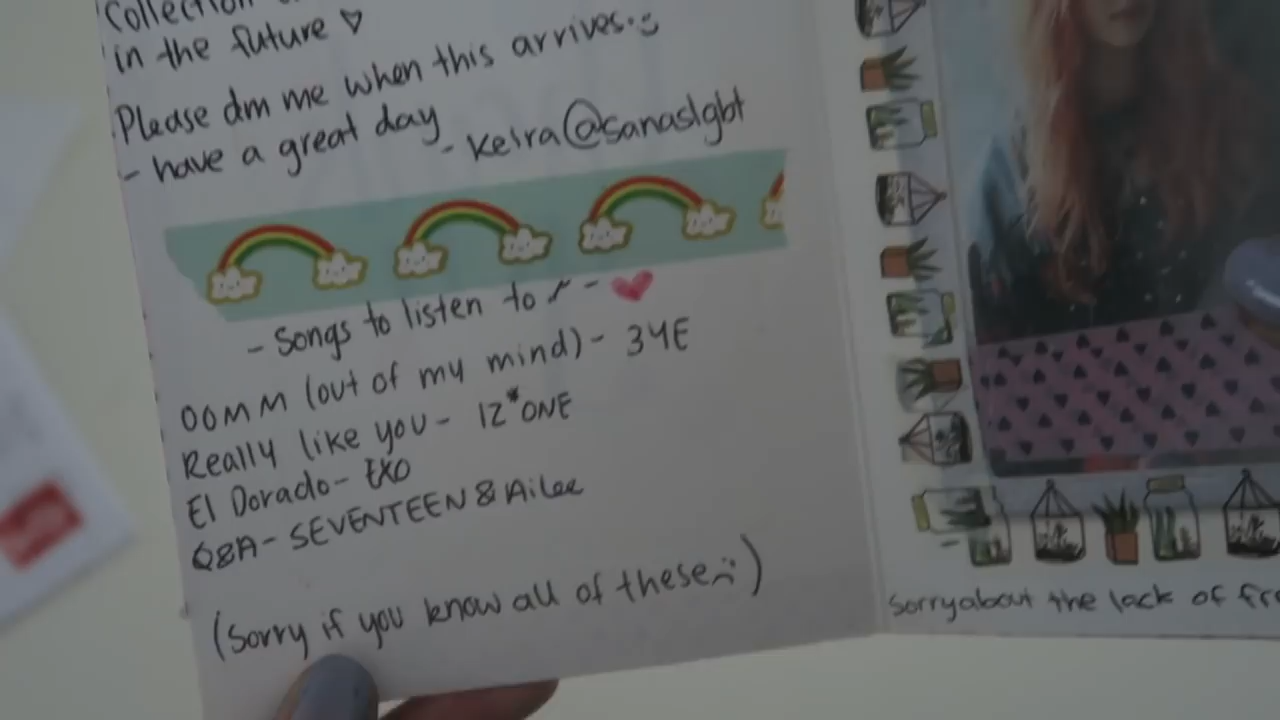 Collection
in the future ♡
Please dm me when this arrives :)
- have a great day
- Keira@sanaslgbt
- Songs to listen to - ❤
OOMM (out of my mind) - 3YE
Really like you - IZ*ONE
El Dorado - EXO
Q&A - SEVENTEEN & Ailee
(Sorry if you know all of these :)
Sorry about the lack of